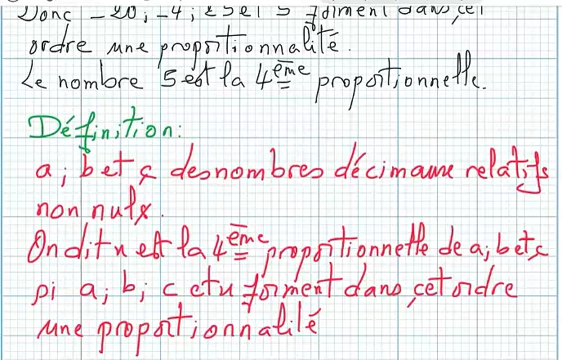 Donc -20 ; -4 ; 25 et 5 forment dans cet
ordre une proportionnalité.
Le nombre 5 est la 4ème proportionnelle.
Définition:
a ; b et c des nombres décimaux relatifs
non nuls.
On dit x est la 4ème proportionnelle de a ; b et c
si a ; b ; c et x forment dans cet ordre
une proportionnalité